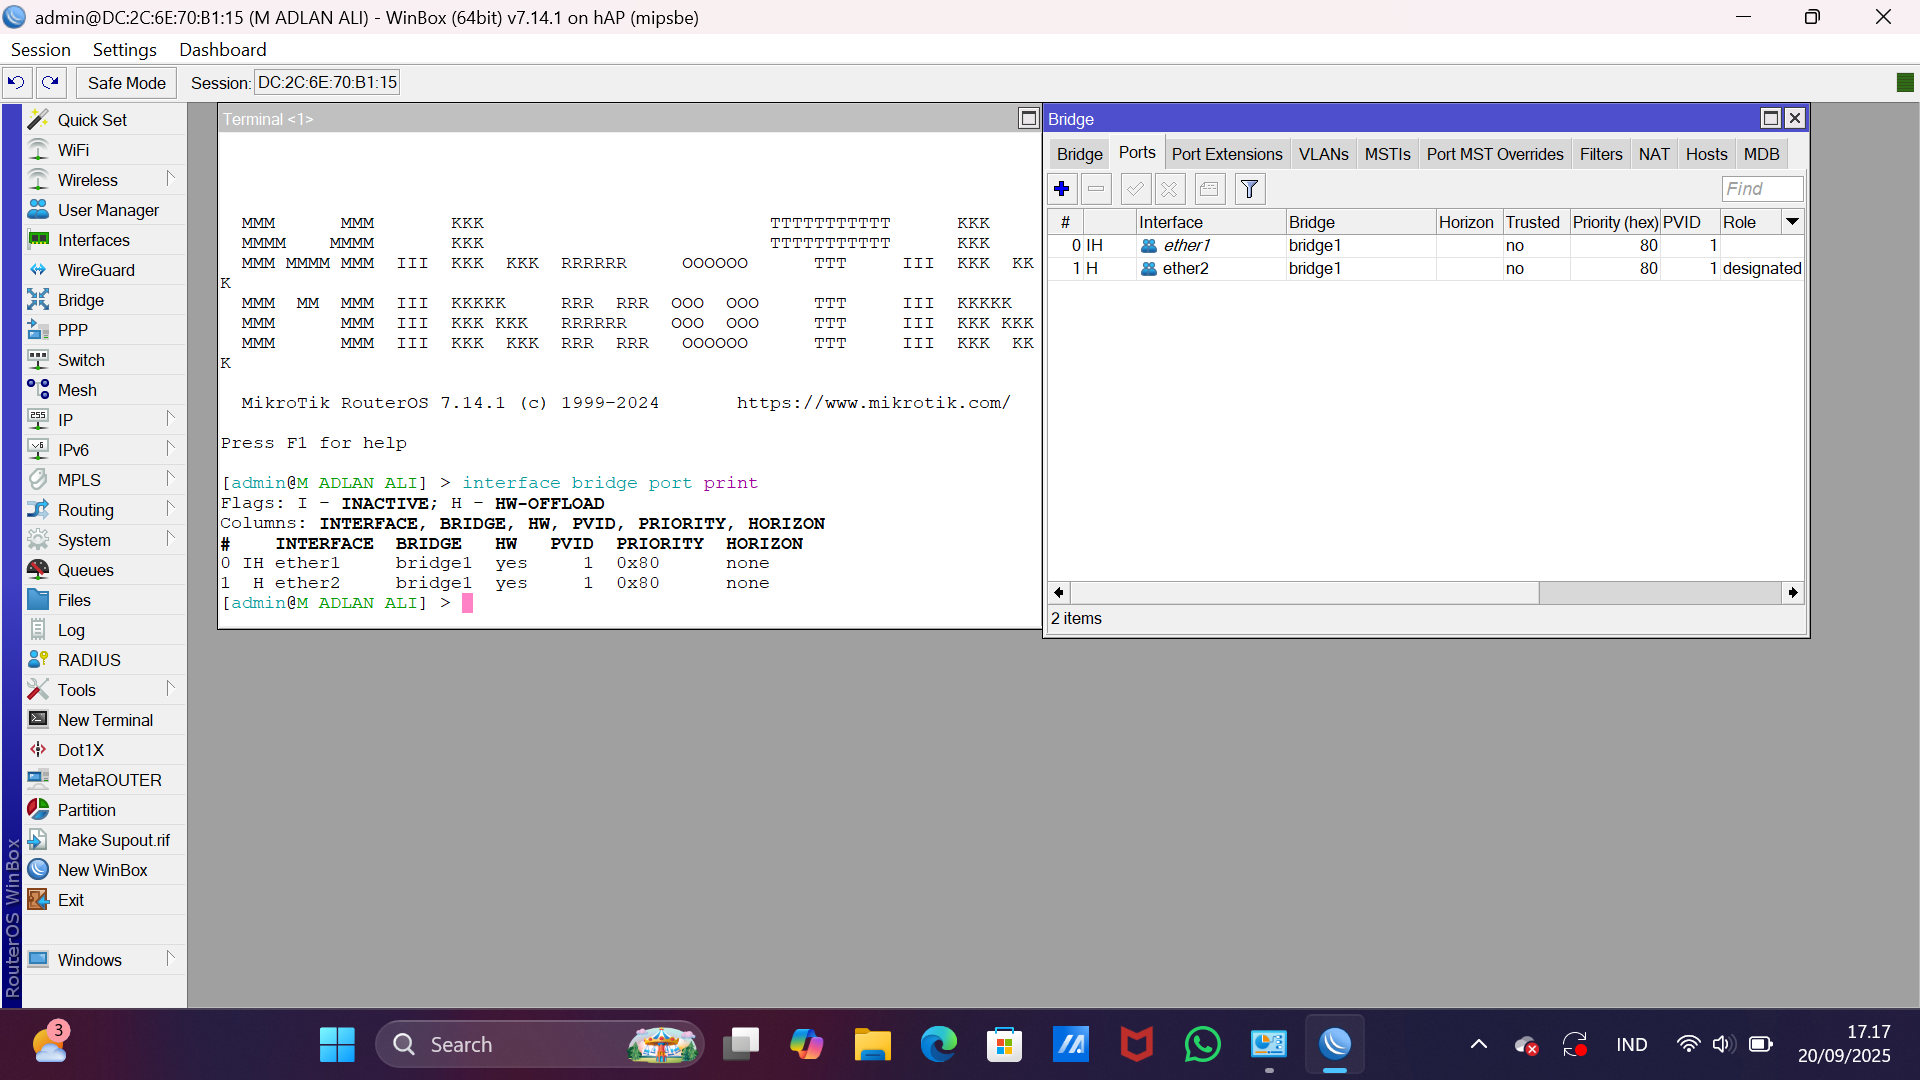 admin@DC:2C:6E:70:B1:15 (M ADLAN ALI) - WinBox (64bit) v7.14.1 on hAP (mipsbe)
Session Settings Dashboard
Safe Mode Session: DC:2C:6E:70:B1:15
Quick Set
WiFi
Wireless
User Manager
Interfaces
WireGuard
Bridge
PPP
Switch
Mesh
IP
IPv6
MPLS
Routing
System
Queues
Files
Log
RADIUS
Tools
New Terminal
Dot1X
MetaROUTER
Partition
Make Supout.rif
New WinBox
Exit
Windows
RouterOS WinBox
Terminal <1>
MMM MMM KKK TTTTTTTTTTT KKK
MMMM MMMM KKK TTTTTTTTTTT KKK
MMM MMMM MMM III KKK KKK RRRRRR OOOOOO TTT III KKK KK
K
MMM MM MMM III KKKKK RRR RRR OOO OOO TTT III KKKKK
MMM MMM III KKK KKK RRRRRR OOO OOO TTT III KKK KKK
MMM MMM III KKK KKK RRR RRR OOOOOO TTT III KKK KK
K
MikroTik RouterOS 7.14.1 (c) 1999-2024 https://www.mikrotik.com/
Press F1 for help
[admin@M ADLAN ALI] > interface bridge port print
Flags: I - INACTIVE; H - HW-OFFLOAD
Columns: INTERFACE, BRIDGE, HW, PVID, PRIORITY, HORIZON
# INTERFACE BRIDGE HW PVID PRIORITY HORIZON
0 IH ether1 bridge1 yes 1 0x80 none
1 H ether2 bridge1 yes 1 0x80 none
[admin@M ADLAN ALI] >
Bridge
Bridge Ports Port Extensions VLANs MSTIs Port MST Overrides Filters NAT Hosts MDB
Find
# Interface Bridge Horizon Trusted Priority (hex) PVID Role
0 IH ether1 bridge1 no 80 1
1 H ether2 bridge1 no 80 1 designated
2 items
3
Search
IND
17.17
20/09/2025